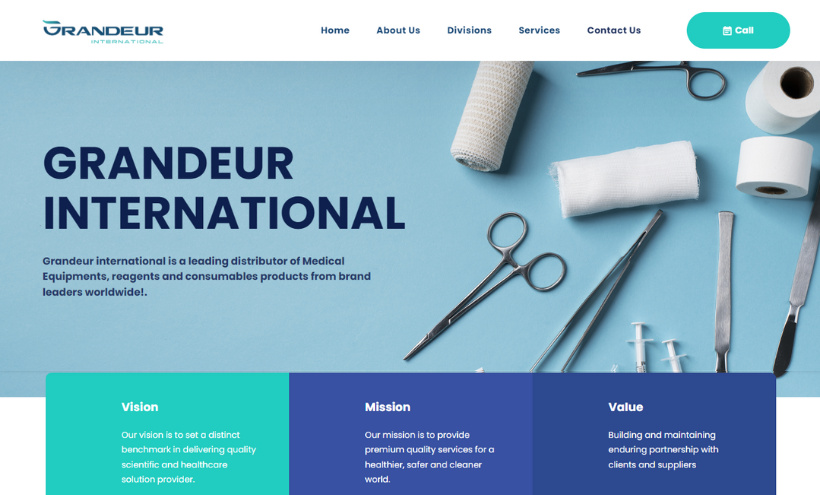 GRANDEUR
INTERNATIONAL
Home About Us Divisions Services Contact Us Call
GRANDEUR
INTERNATIONAL
Grandeur international is a leading distributor of Medical
Equipments, reagents and consumables products from brand
leaders worldwide!.
Vision
Our vision is to set a distinct
benchmark in delivering quality
scientific and healthcare
solution provider.
Mission
Our mission is to provide
premium quality services for a
healthier, safer and cleaner
world.
Value
Building and maintaining
enduring partnership with
clients and suppliers